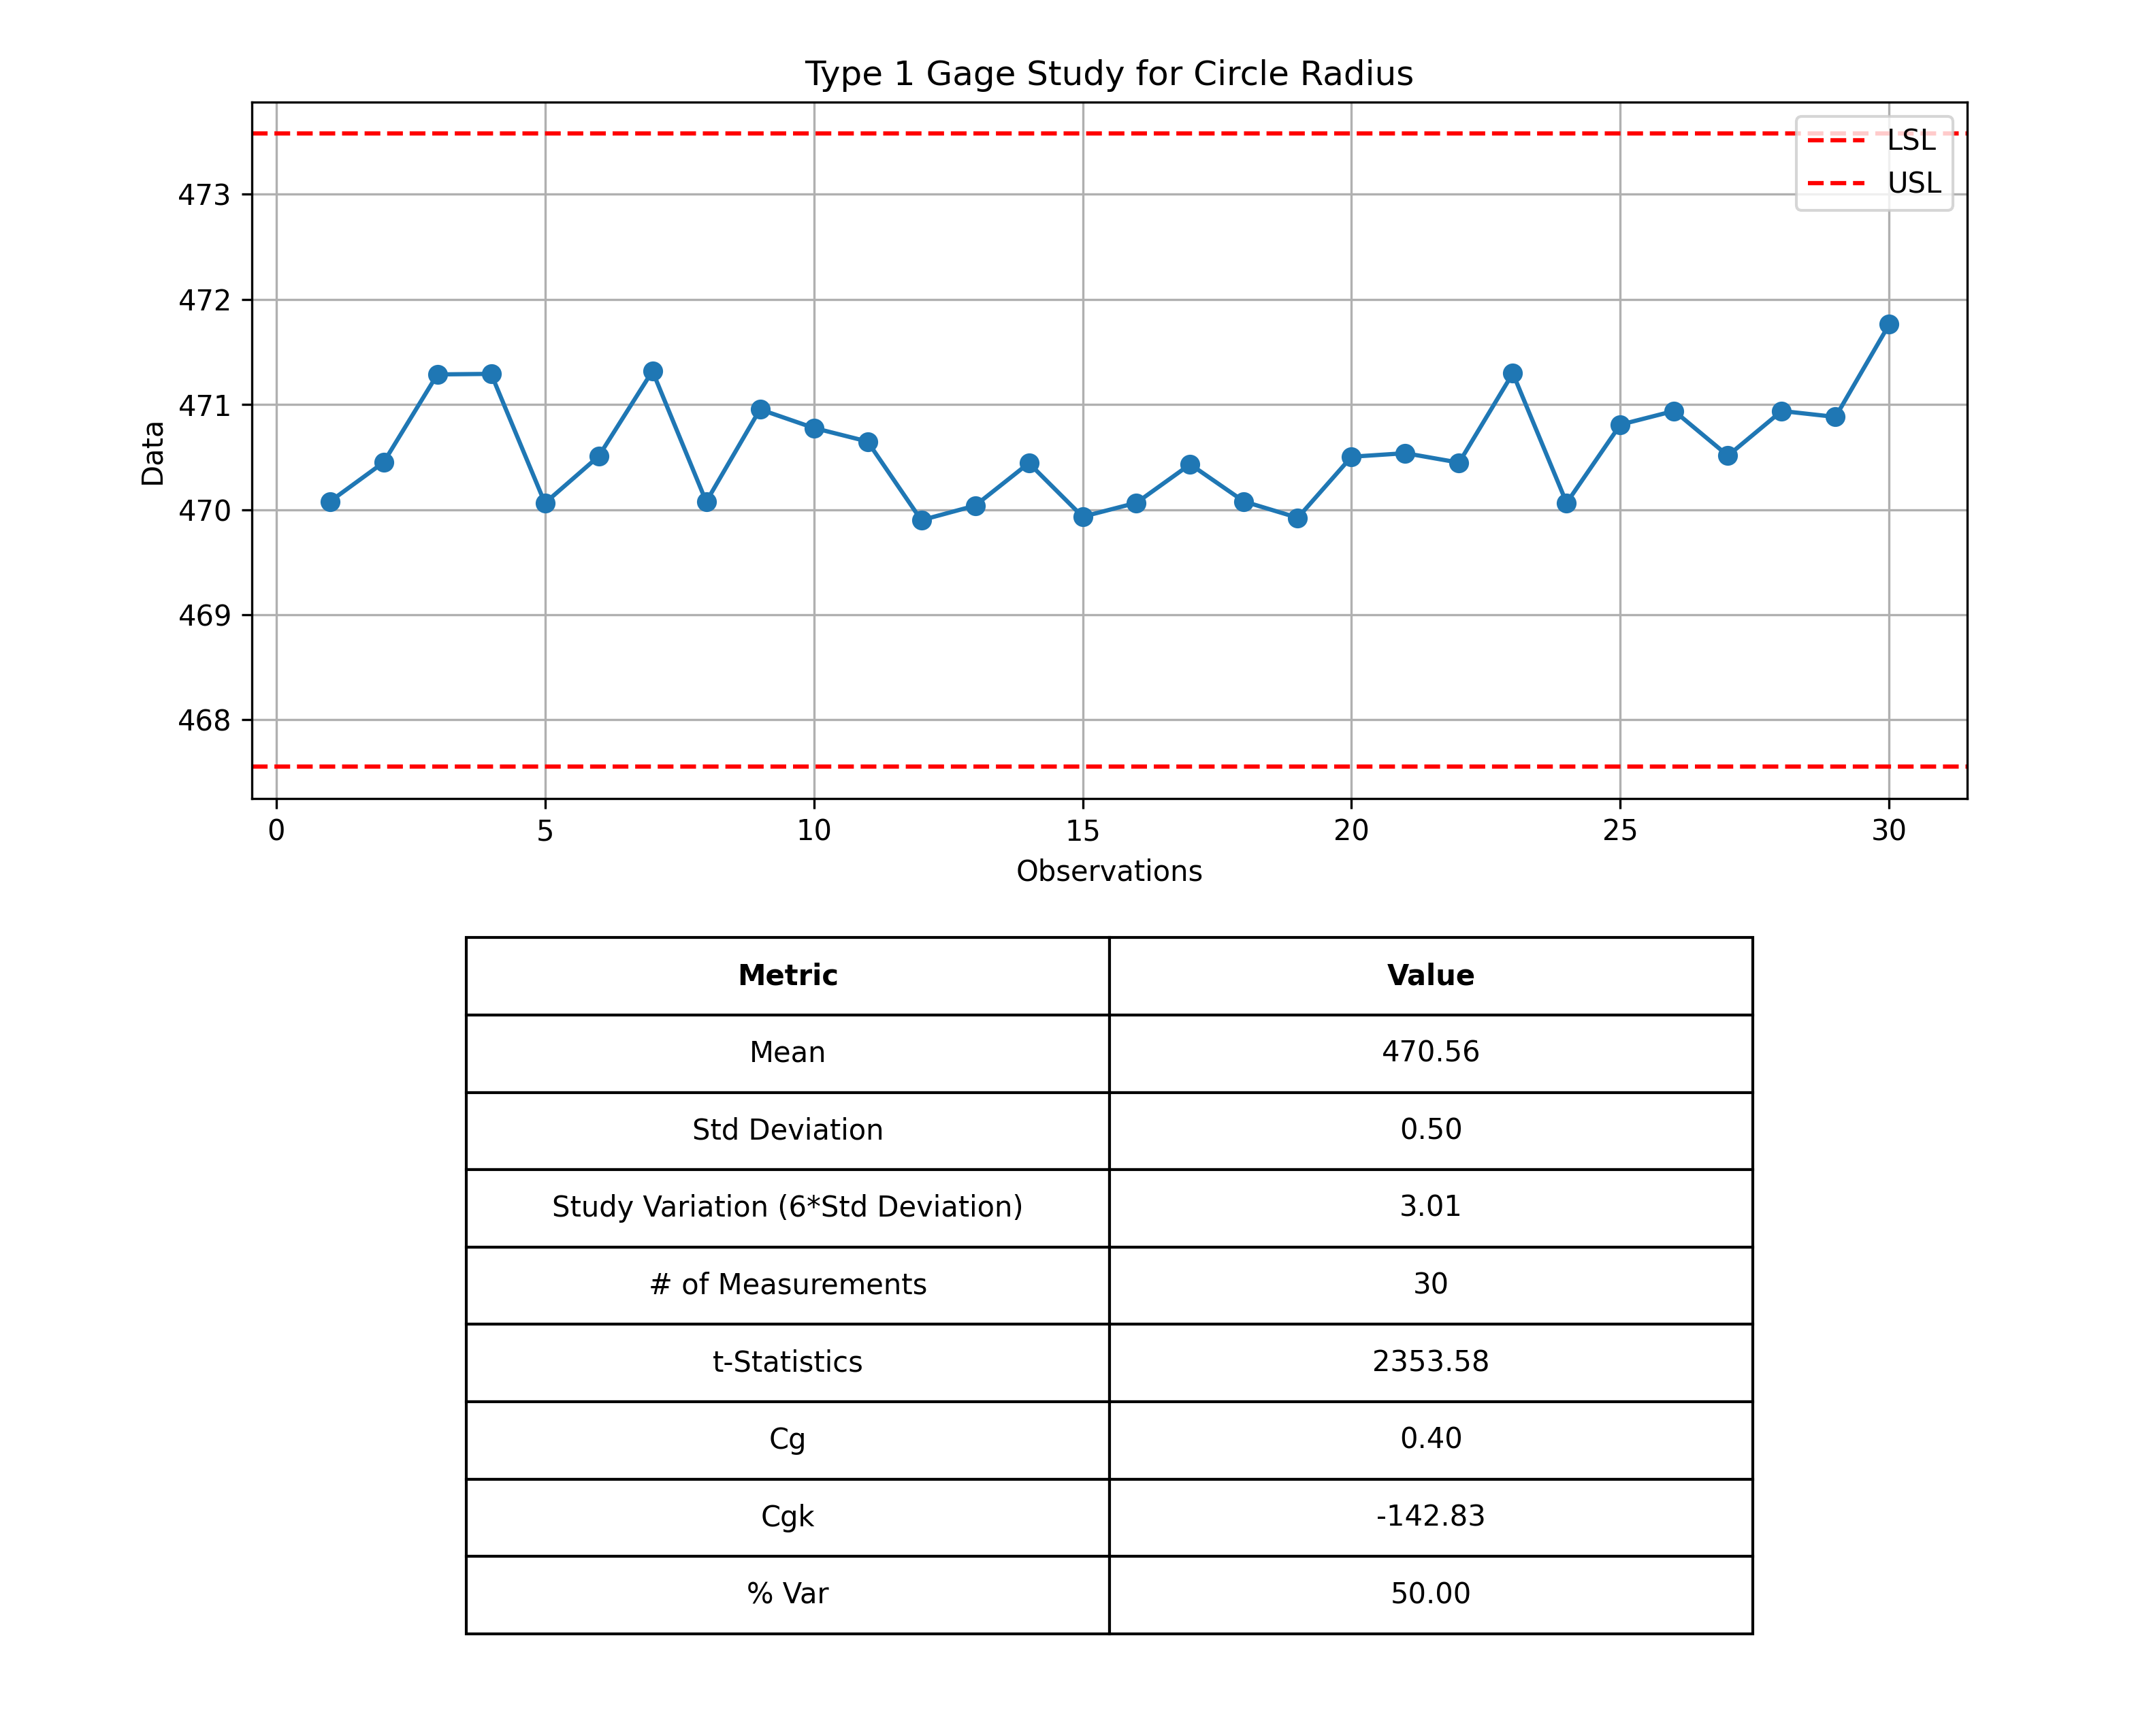 Type 1 Gage Study for Circle Radius
LSL
USL
473
472
471
470
469
468
Data
0 5 10 15 20 25 30
Observations
Metric Value
Mean 470.56
Std Deviation 0.50
Study Variation (6*Std Deviation) 3.01
# of Measurements 30
t-Statistics 2353.58
Cg 0.40
Cgk -142.83
% Var 50.00